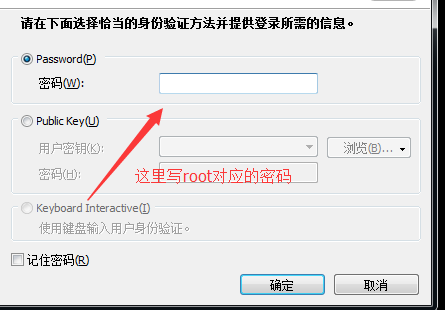 请在下面选择恰当的身份验证方法并提供登录所需的信息。
Password(P)
密码(W):
Public Key(U)
用户密钥(K):
浏览(B)...
密码(H):
这里写root对应的密码
Keyboard Interactive(I)
使用键盘输入用户身份验证。
记住密码(R)
确定
取消